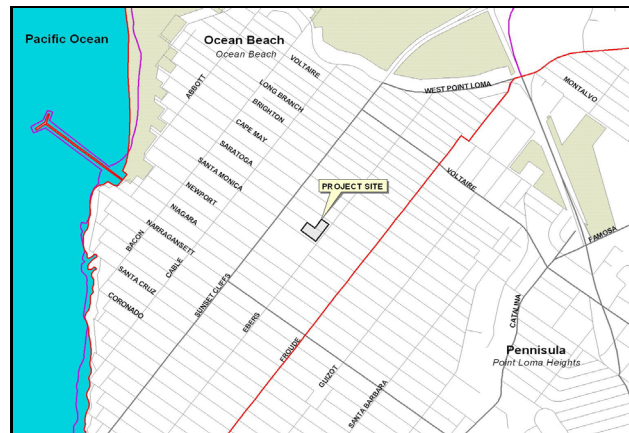 Pacific Ocean
Ocean Beach
Ocean Beach
VOLTAIRE
ABBOTT
LONG BRANCH
BRIGHTON
CAPE MAY
SARATOGA
SANTA MONICA
NEWPORT
NIAGARA
NARRAGANSETT
BACON
CABLE
SANTA CRUZ
CORONADO
SUNSET CLIFFS
EBERS
FROUDE
GUIZOT
SANTA BARBARA
PROJECT SITE
WEST POINT LOMA
MONTALVO
VOLTAIRE
FAMOSA
CATALINA
Pennisula
Point Loma Heights